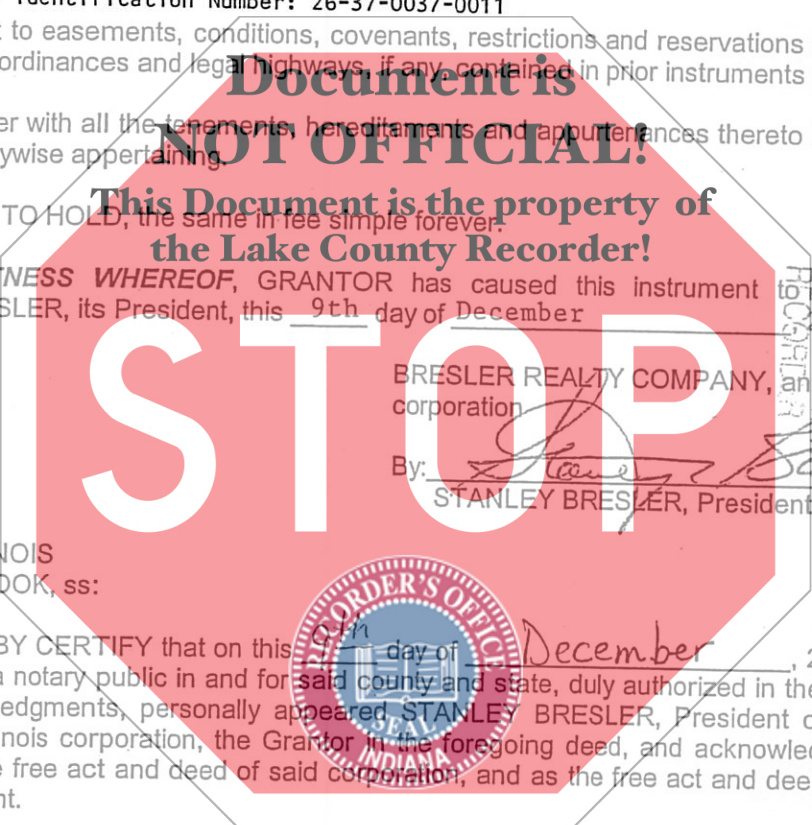 Identification Number: 26-37-0037-0011
t to easements, conditions, covenants, restrictions and reservations
ordinances and legal highways, if any, contained in prior instruments
Document is
er with all the tenements, hereditaments and appurtenances thereto
NOT OFFICIAL!
ywise appertaining.
This Document is the property of
TO HOLD, the same in fee simple forever.
the Lake County Recorder!
NESS WHEREOF, GRANTOR has caused this instrument to
SLER, its President, this 9th day of December
RECORDER
STOP
BRESLER REALTY COMPANY, an
corporation
By:
STANLEY BRESLER, President
NOIS
OOK, ss:
RECORDER'S OFFICE
SEAL
INDIANA
BY CERTIFY that on this 9th day of December, 2
a notary public in and for said county and state, duly authorized in the
edgments, personally appeared STANLEY BRESLER, President o
inois corporation, the Grantor in the foregoing deed, and acknowled
e free act and deed of said corporation, and as the free act and dee
nt.